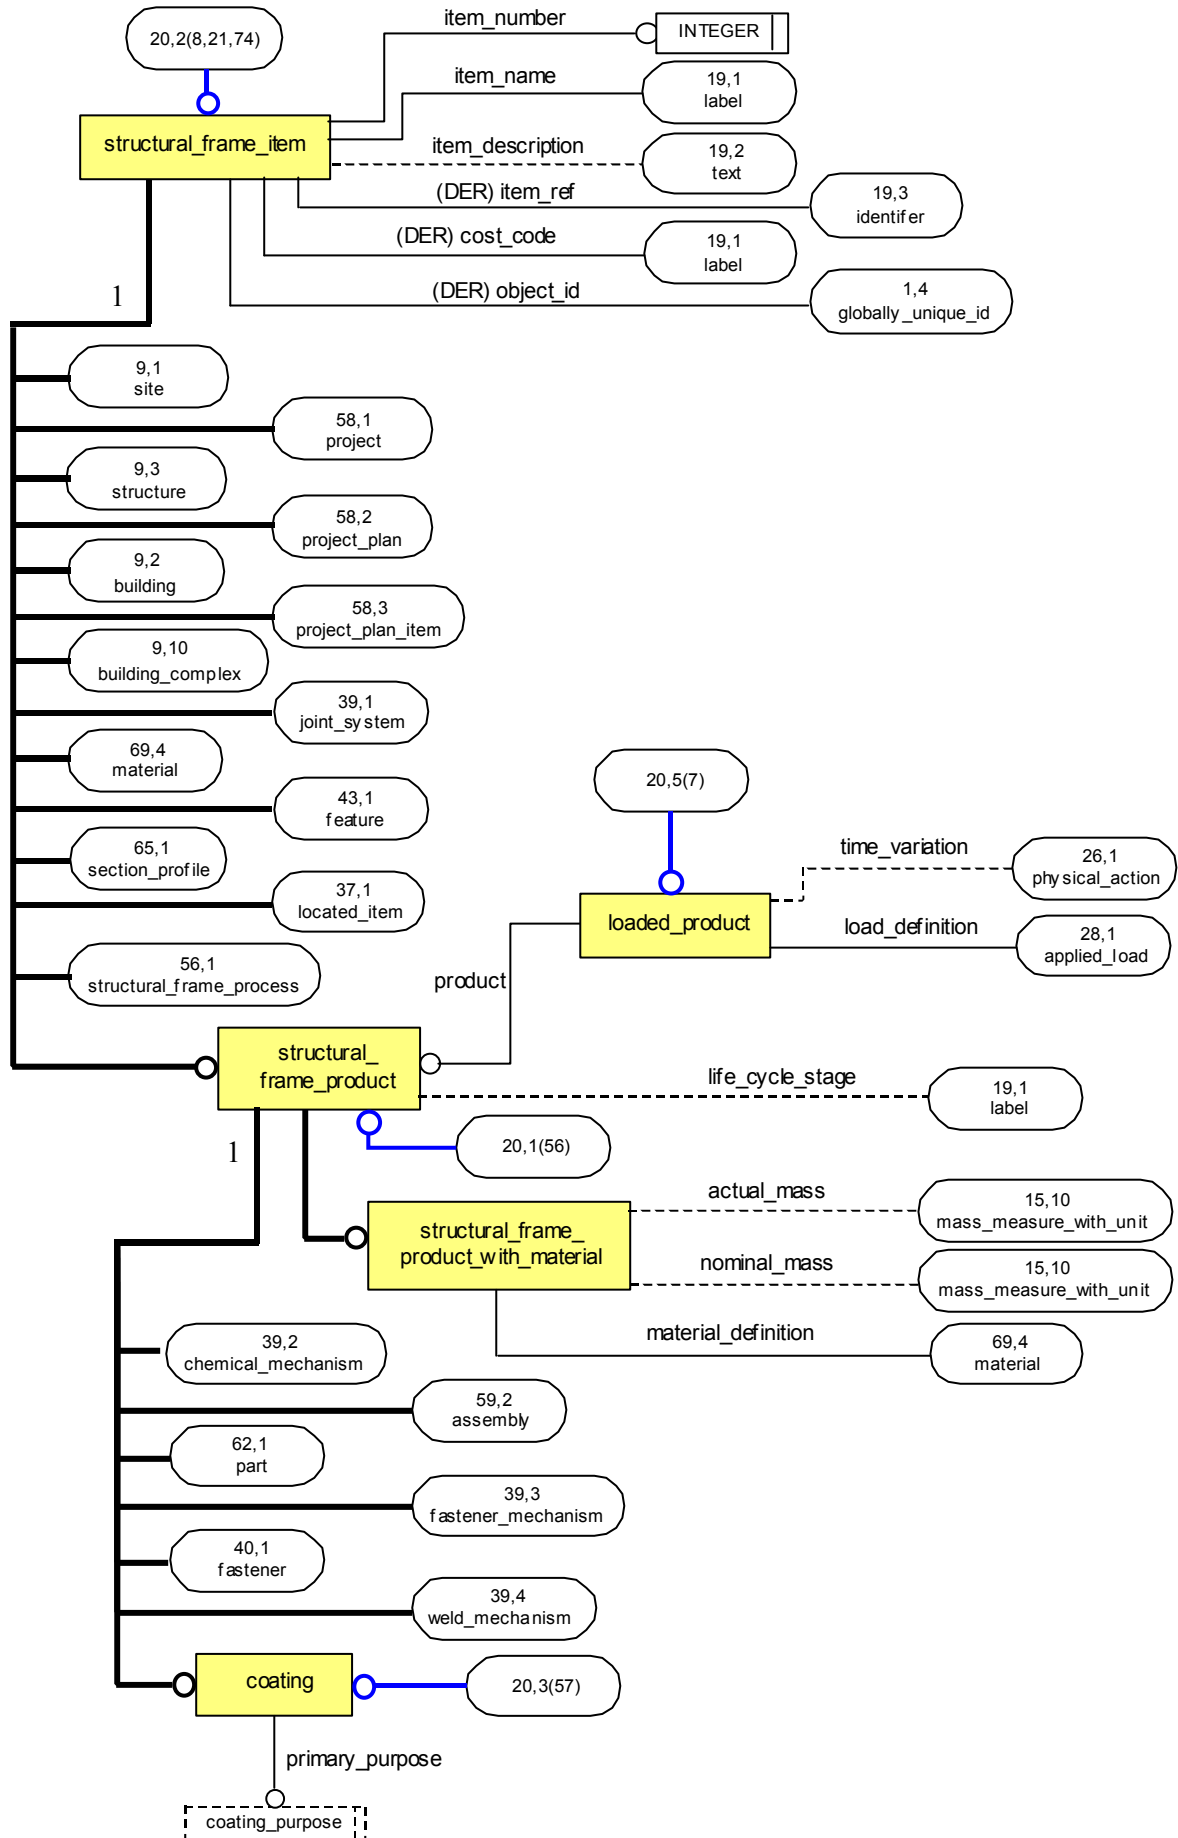 item_number
INTEGER
20,2(8,21,74)
item_name
19,1
label
structural_frame_item
item_description
19,2
text
(DER) item_ref
19,3
identifer
(DER) cost_code
19,1
label
(DER) object_id
1,4
globally_unique_id
1
9,1
site
58,1
project
9,3
structure
58,2
project_plan
9,2
building
58,3
project_plan_item
9,10
building_complex
39,1
joint_system
69,4
material
43,1
feature
65,1
section_profile
37,1
located_item
56,1
structural_frame_process
20,5(7)
time_variation
26,1
physical_action
loaded_product
load_definition
28,1
applied_load
product
structural_
frame_product
life_cycle_stage
19,1
label
1
20,1(56)
actual_mass
15,10
mass_measure_with_unit
structural_frame_
product_with_material
nominal_mass
15,10
mass_measure_with_unit
material_definition
69,4
material
39,2
chemical_mechanism
59,2
assembly
62,1
part
39,3
fastener_mechanism
40,1
fastener
39,4
weld_mechanism
coating
20,3(57)
primary_purpose
coating_purpose